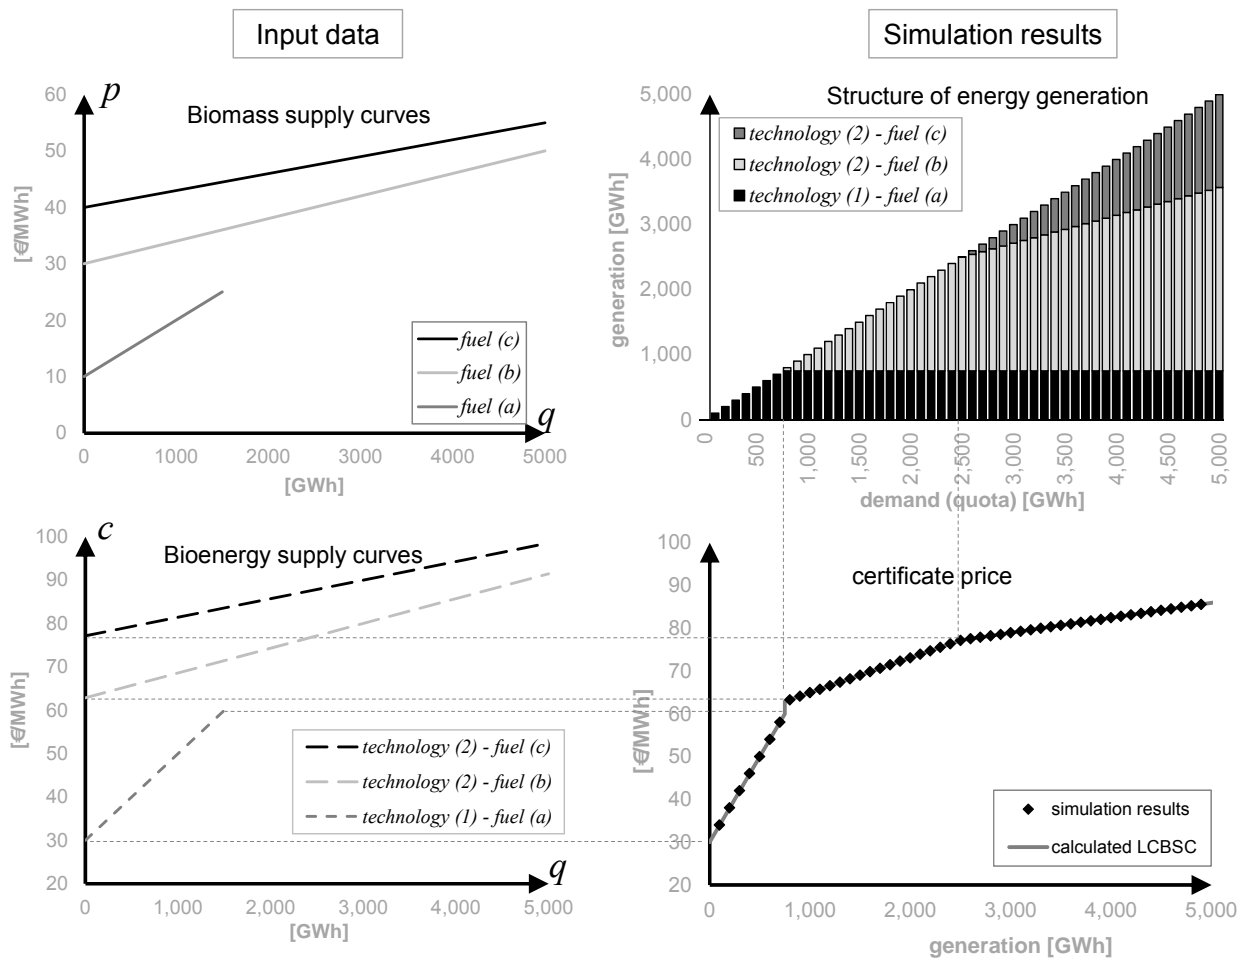 Input data
Simulation results
p
Biomass supply curves
60
50
40
30
20
10
0
[€/MWh]
fuel (c)
fuel (b)
fuel (a)
q
0 1000 2000 3000 4000 5000
[GWh]
Structure of energy generation
technology (2) - fuel (c)
technology (2) - fuel (b)
technology (1) - fuel (a)
5,000
4,000
3,000
2,000
1,000
0
generation [GWh]
0 500 1,000 1,500 2,000 2,500 3,000 3,500 4,000 4,500 5,000
demand (quota) [GWh]
c
Bioenergy supply curves
100
90
80
70
60
50
40
30
20
[€/MWh]
technology (2) - fuel (c)
technology (2) - fuel (b)
technology (1) - fuel (a)
q
0 1,000 2,000 3,000 4,000 5,000
[GWh]
certificate price
100
90
80
70
60
50
40
30
20
[€/MWh]
simulation results
calculated LCBSC
0 1,000 2,000 3,000 4,000 5,000
generation [GWh]